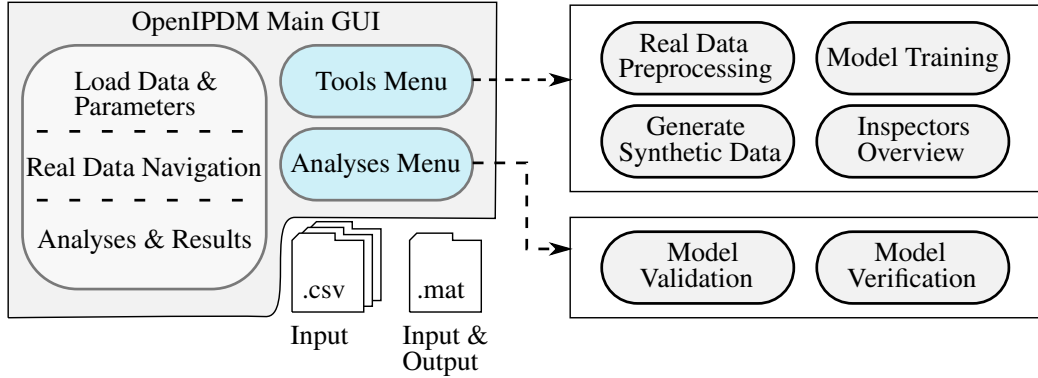 OpenIPDM Main GUI
Load Data &
Parameters
Real Data Navigation
Analyses & Results
Tools Menu
Analyses Menu
.csv
Input
.mat
Input &
Output
Real Data
Preprocessing
Model Training
Generate
Synthetic Data
Inspectors
Overview
Model
Validation
Model
Verification